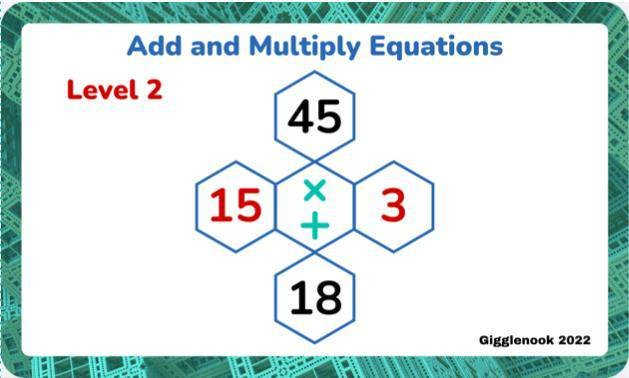 Add and Multiply Equations
Level 2
45
15 × 3
+
18
Gigglenook 2022